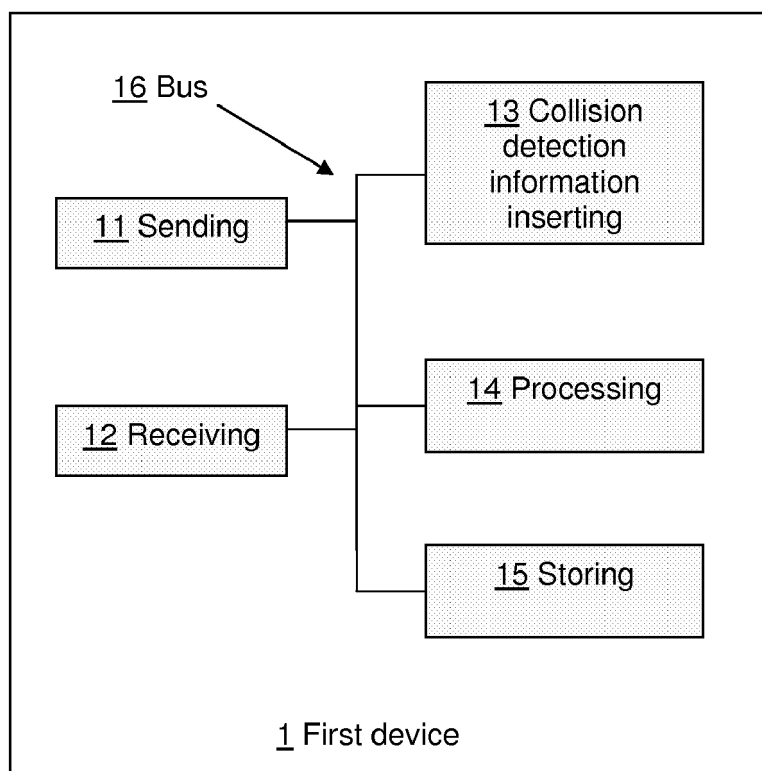 16 Bus
13 Collision
detection
information
inserting
11 Sending
14 Processing
12 Receiving
15 Storing
1 First device